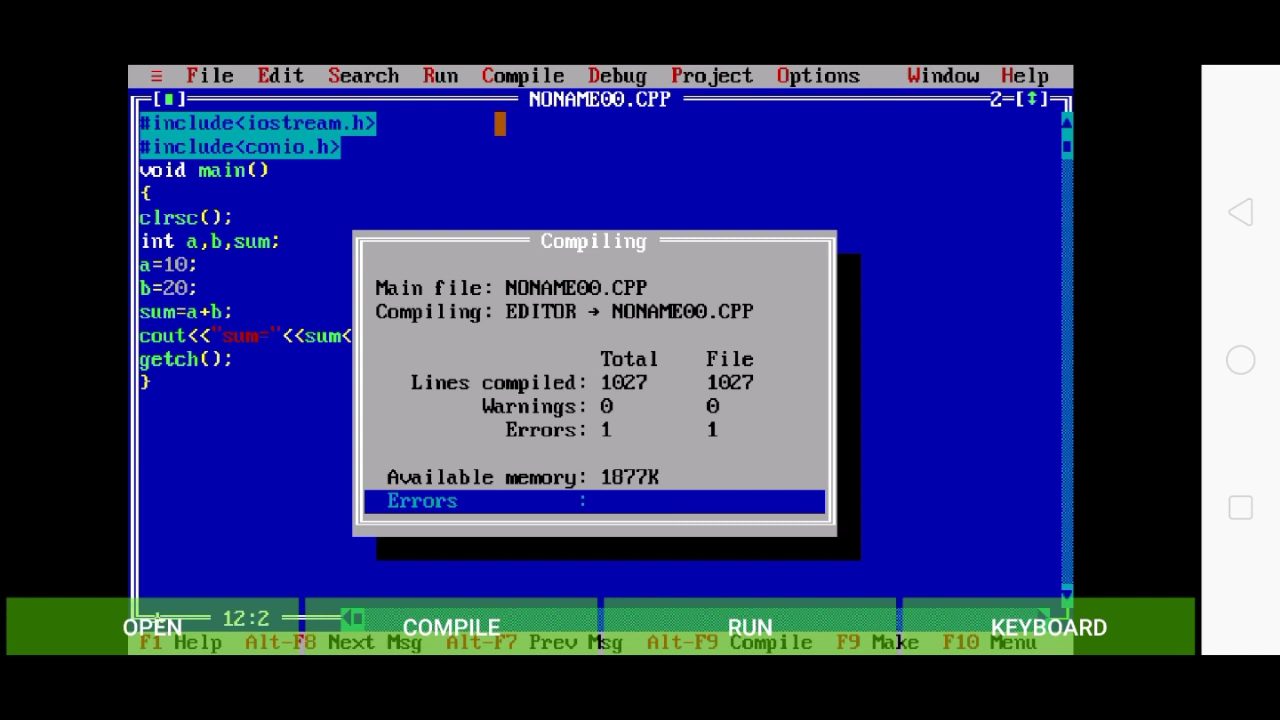 ≡ File Edit Search Run Compile Debug Project Options Window Help
[■] NONAME00.CPP 2=[↕]
#include<iostream.h>
#include<conio.h>
void main()
{
clrsc();
int a,b,sum;
a=10;
b=20;
sum=a+b;
cout<<"sum="<<sum<
getch();
}
Compiling
Main file: NONAME00.CPP
Compiling: EDITOR → NONAME00.CPP
Total File
Lines compiled: 1027 1027
Warnings: 0 0
Errors: 1 1
Available memory: 1877K
Errors :
12:2
OPEN COMPILE RUN KEYBOARD
F1 Help Alt-F8 Next Msg Alt-F7 Prev Msg Alt-F9 Compile F9 Make F10 Menu